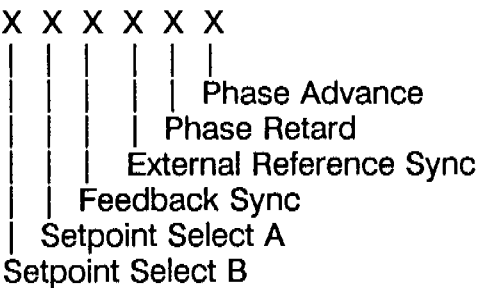 X X X X X X
Phase Advance
Phase Retard
External Reference Sync
Feedback Sync
Setpoint Select A
Setpoint Select B